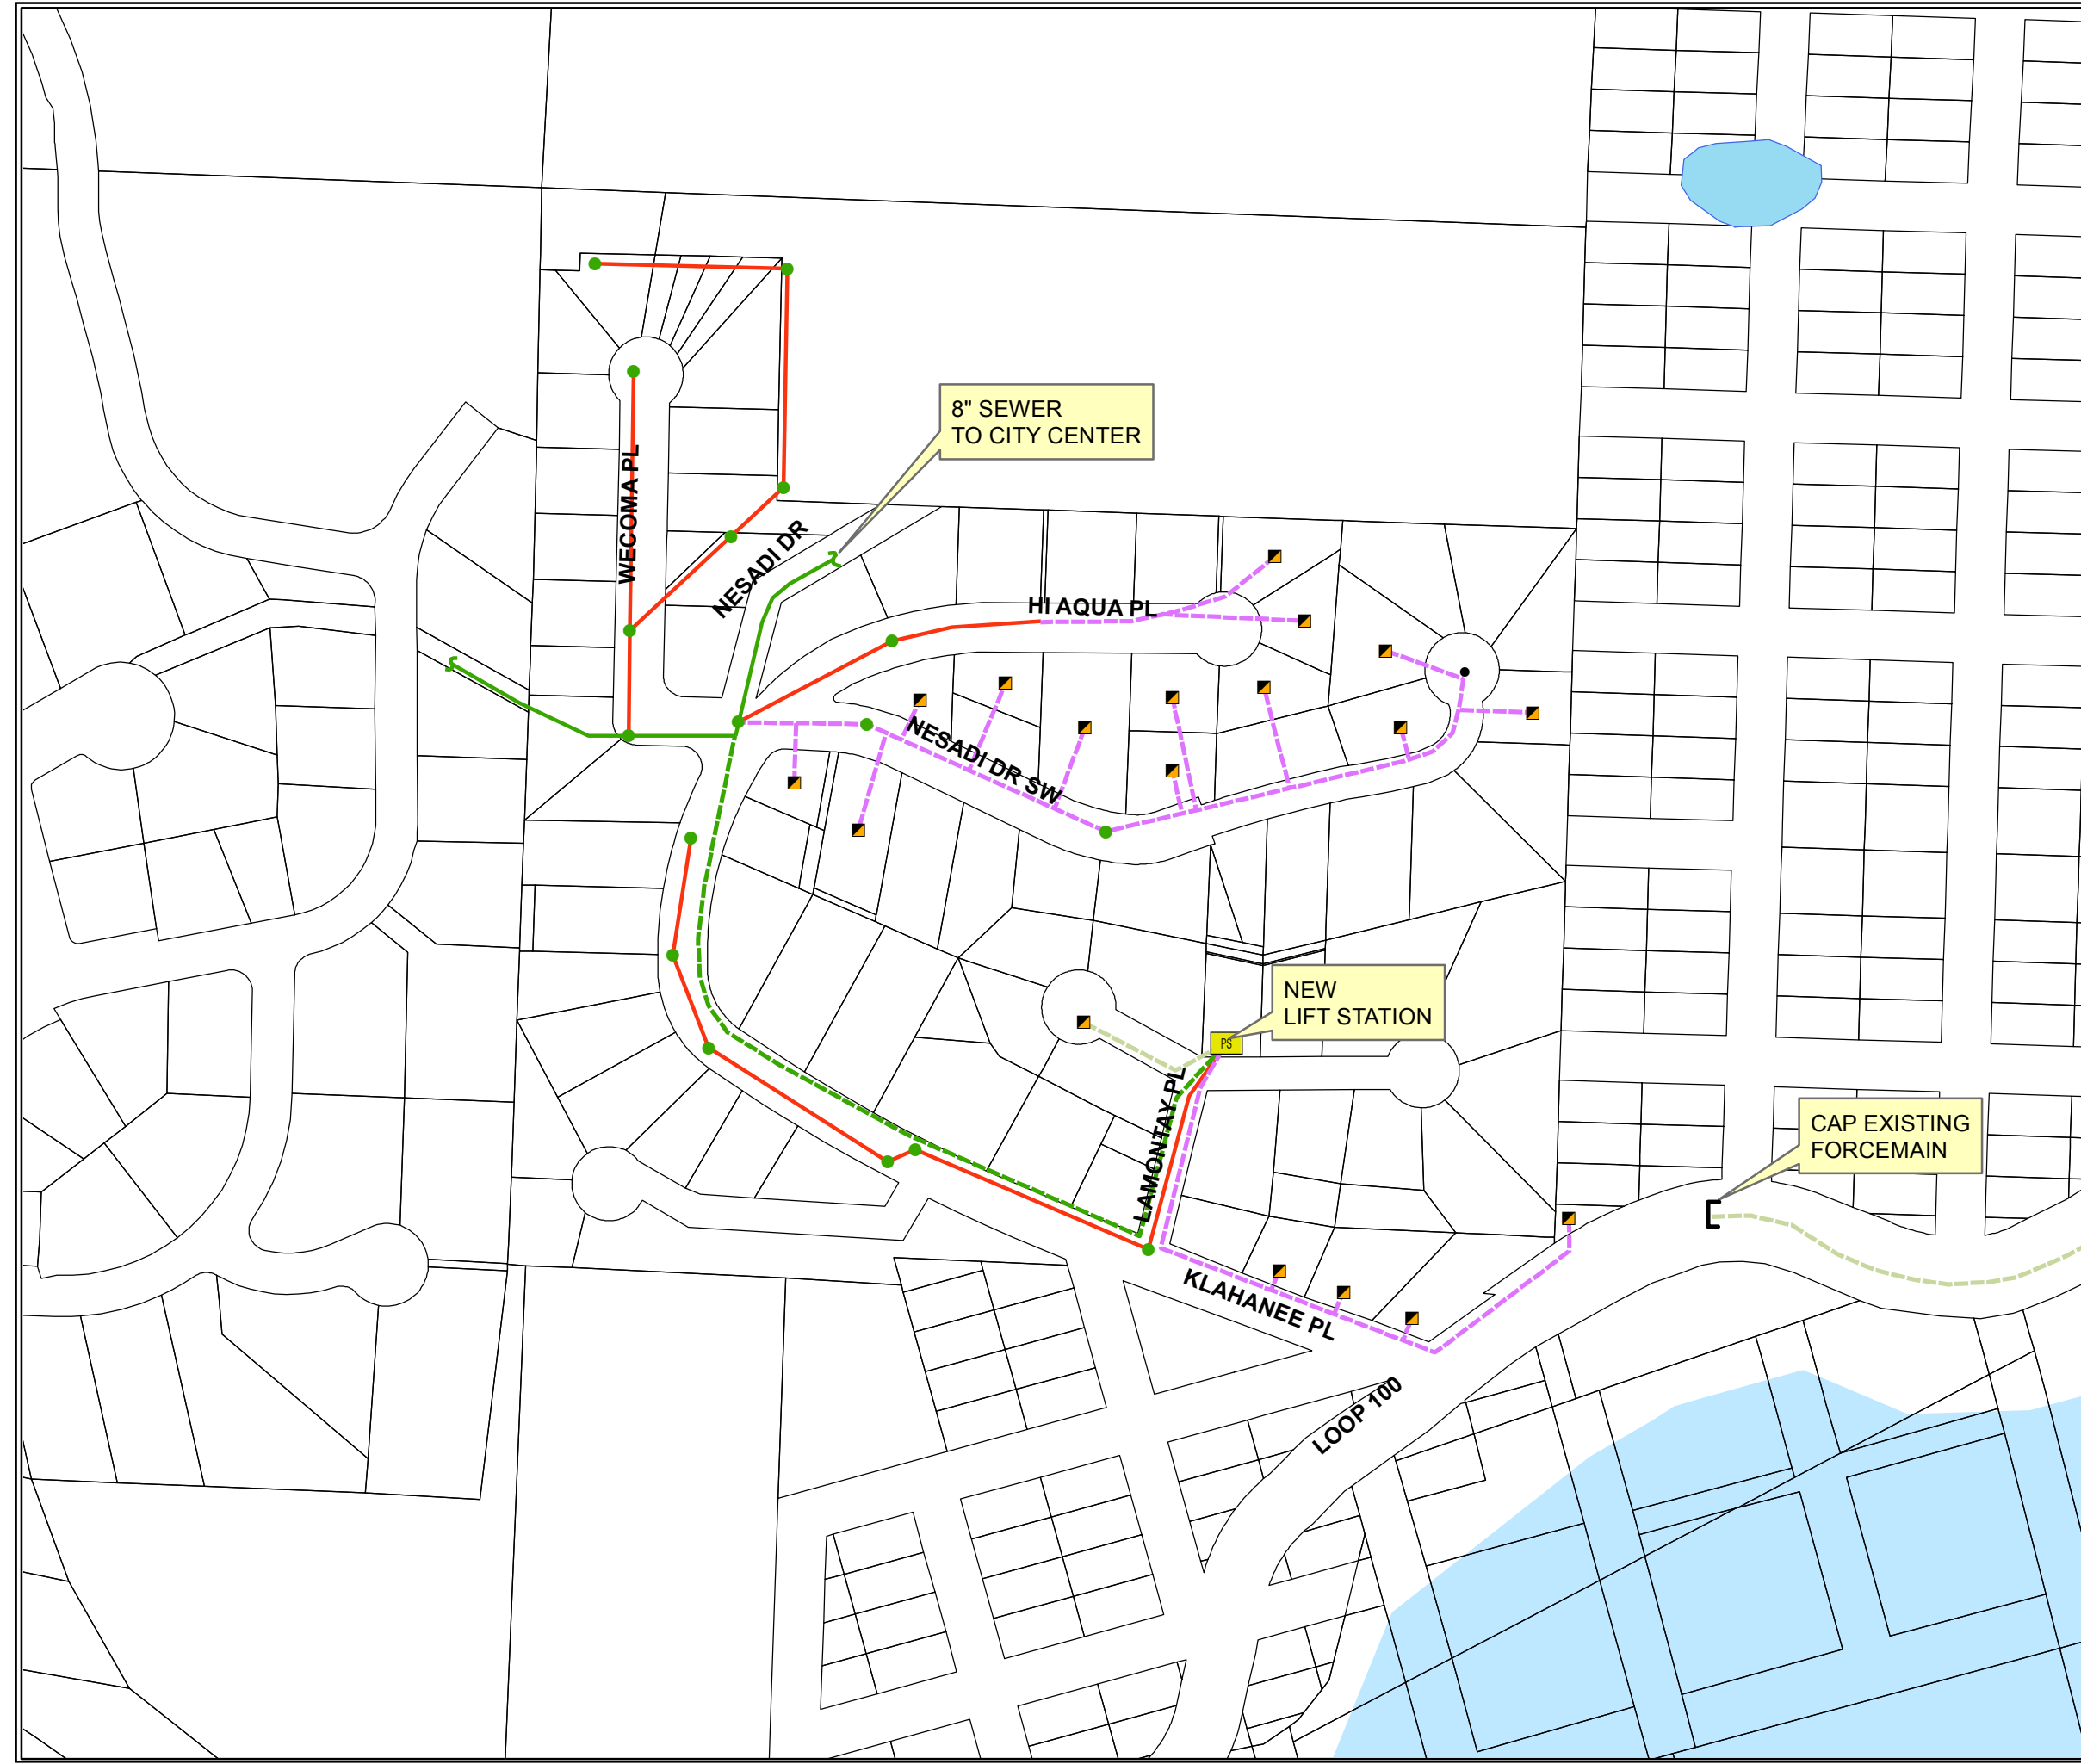 8" SEWER
TO CITY CENTER
WECOMA PL
NESADI DR
HI AQUA PL
NESADI DR SW
NEW
LIFT STATION
PS
LAMONTAY PL
CAP EXISTING
FORCEMAIN
KLAHANEE PL
LOOP 100